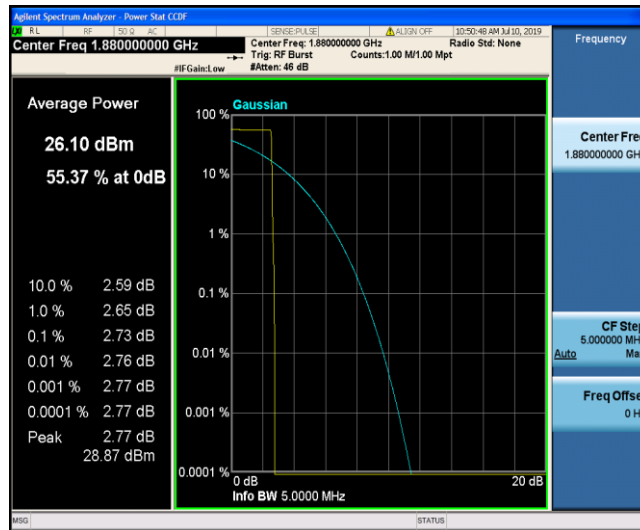 Agilent Spectrum Analyzer - Power Stat CCDF
RL RF 50 Ω AC SENSE:PULSE ALIGN OFF 10:50:48 AM Jul 10, 2019
Center Freq 1.880000000 GHz
Center Freq: 1.880000000 GHz Radio Std: None
Trig: RF Burst Counts:1.00 M/1.00 Mpt
#IFGain:Low #Atten: 46 dB
Frequency
Average Power
26.10 dBm
55.37 % at 0dB
10.0 % 2.59 dB
1.0 % 2.65 dB
0.1 % 2.73 dB
0.01 % 2.76 dB
0.001 % 2.77 dB
0.0001 % 2.77 dB
Peak 2.77 dB
28.87 dBm
Gaussian
100 %
10 %
1 %
0.1 %
0.01 %
0.001 %
0.0001 %
0 dB 20 dB
Info BW 5.0000 MHz
Center Fre
1.880000000 GH
CF Step
5.000000 MH
Auto Ma
Freq Offse
0 H
MSG STATUS